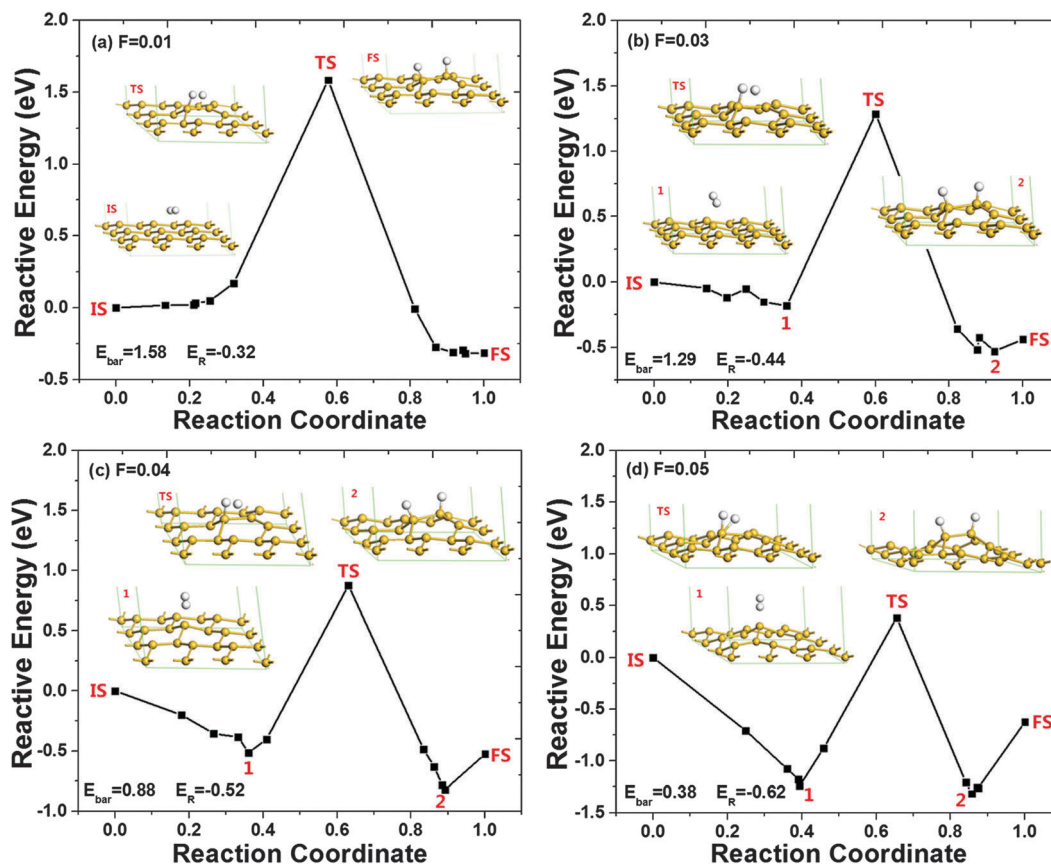 (a) F=0.01
TS
FS
TS
IS
IS
FS
E_bar=1.58 E_R=-0.32
2.0
1.5
1.0
0.5
0.0
-0.5
Reactive Energy (eV)
0.0 0.2 0.4 0.6 0.8 1.0
Reaction Coordinate
(b) F=0.03
TS
TS
1
2
IS
1
2
FS
E_bar=1.29 E_R=-0.44
2.0
1.5
1.0
0.5
0.0
-0.5
Reactive Energy (eV)
0.0 0.2 0.4 0.6 0.8 1.0
Reaction Coordinate
(c) F=0.04
TS
2
TS
1
IS
1
2
FS
E_bar=0.88 E_R=-0.52
2.0
1.5
1.0
0.5
0.0
-0.5
-1.0
Reactive Energy (eV)
0.0 0.2 0.4 0.6 0.8 1.0
Reaction Coordinate
(d) F=0.05
TS
2
1
TS
IS
1
2
FS
E_bar=0.38 E_R=-0.62
2.0
1.5
1.0
0.5
0.0
-0.5
-1.0
-1.5
Reactive Energy (eV)
0.0 0.2 0.4 0.6 0.8 1.0
Reaction Coordinate